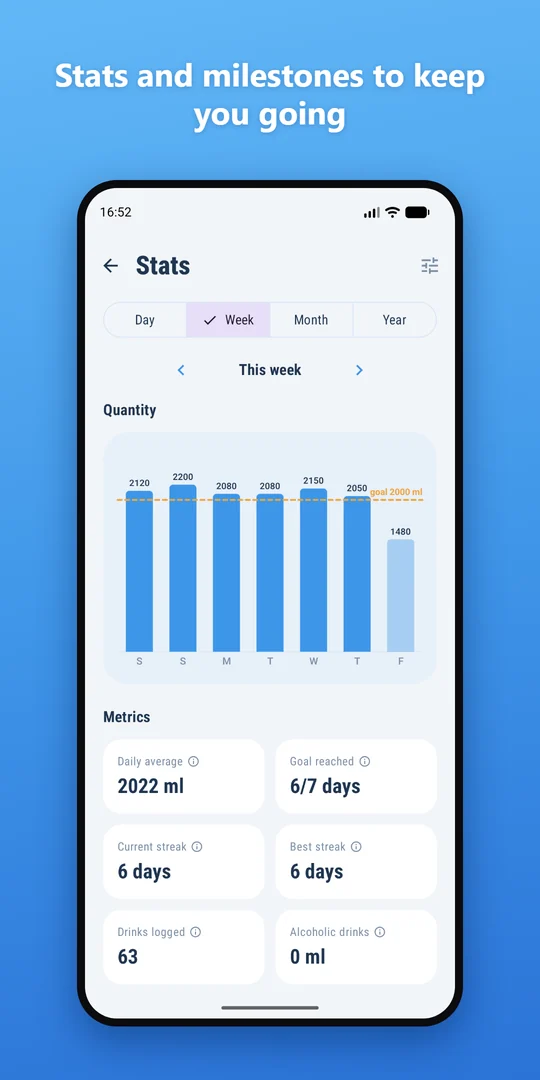 Stats and milestones to keep
you going
16:52
Stats
Day
Week
Month
Year
This week
Quantity
2120
2200
2080
2080
2150
2050
goal 2000 ml
1480
S
S
M
T
W
T
F
Metrics
Daily average
Goal reached
2022 ml
6/7 days
Current streak
Best streak
6 days
6 days
Drinks logged
Alcoholic drinks
63
0 ml